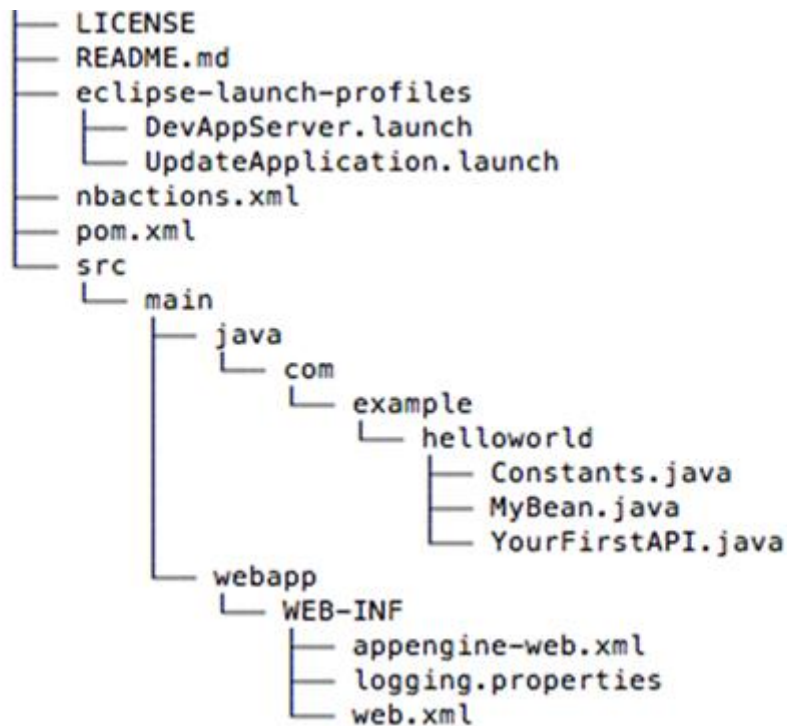 LICENSE
README.md
eclipse-launch-profiles
DevAppServer.launch
UpdateApplication.launch
nbactions.xml
pom.xml
src
main
java
com
example
helloworld
Constants.java
MyBean.java
YourFirstAPI.java
webapp
WEB-INF
appengine-web.xml
logging.properties
web.xml